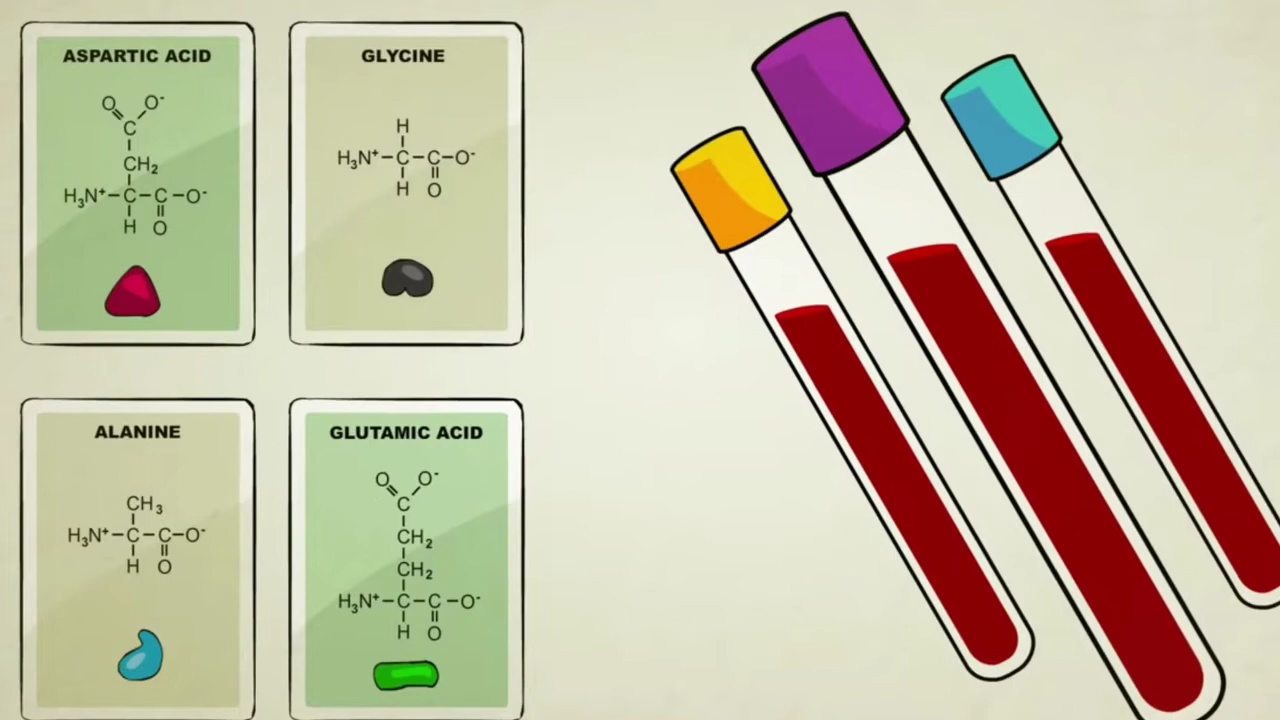 ASPARTIC ACID
O O⁻
C
CH₂
H₃N⁺–C–C–O⁻
H O
GLYCINE
H
H₃N⁺–C–C–O⁻
H O
ALANINE
CH₃
H₃N⁺–C–C–O⁻
H O
GLUTAMIC ACID
O O⁻
C
CH₂
CH₂
H₃N⁺–C–C–O⁻
H O